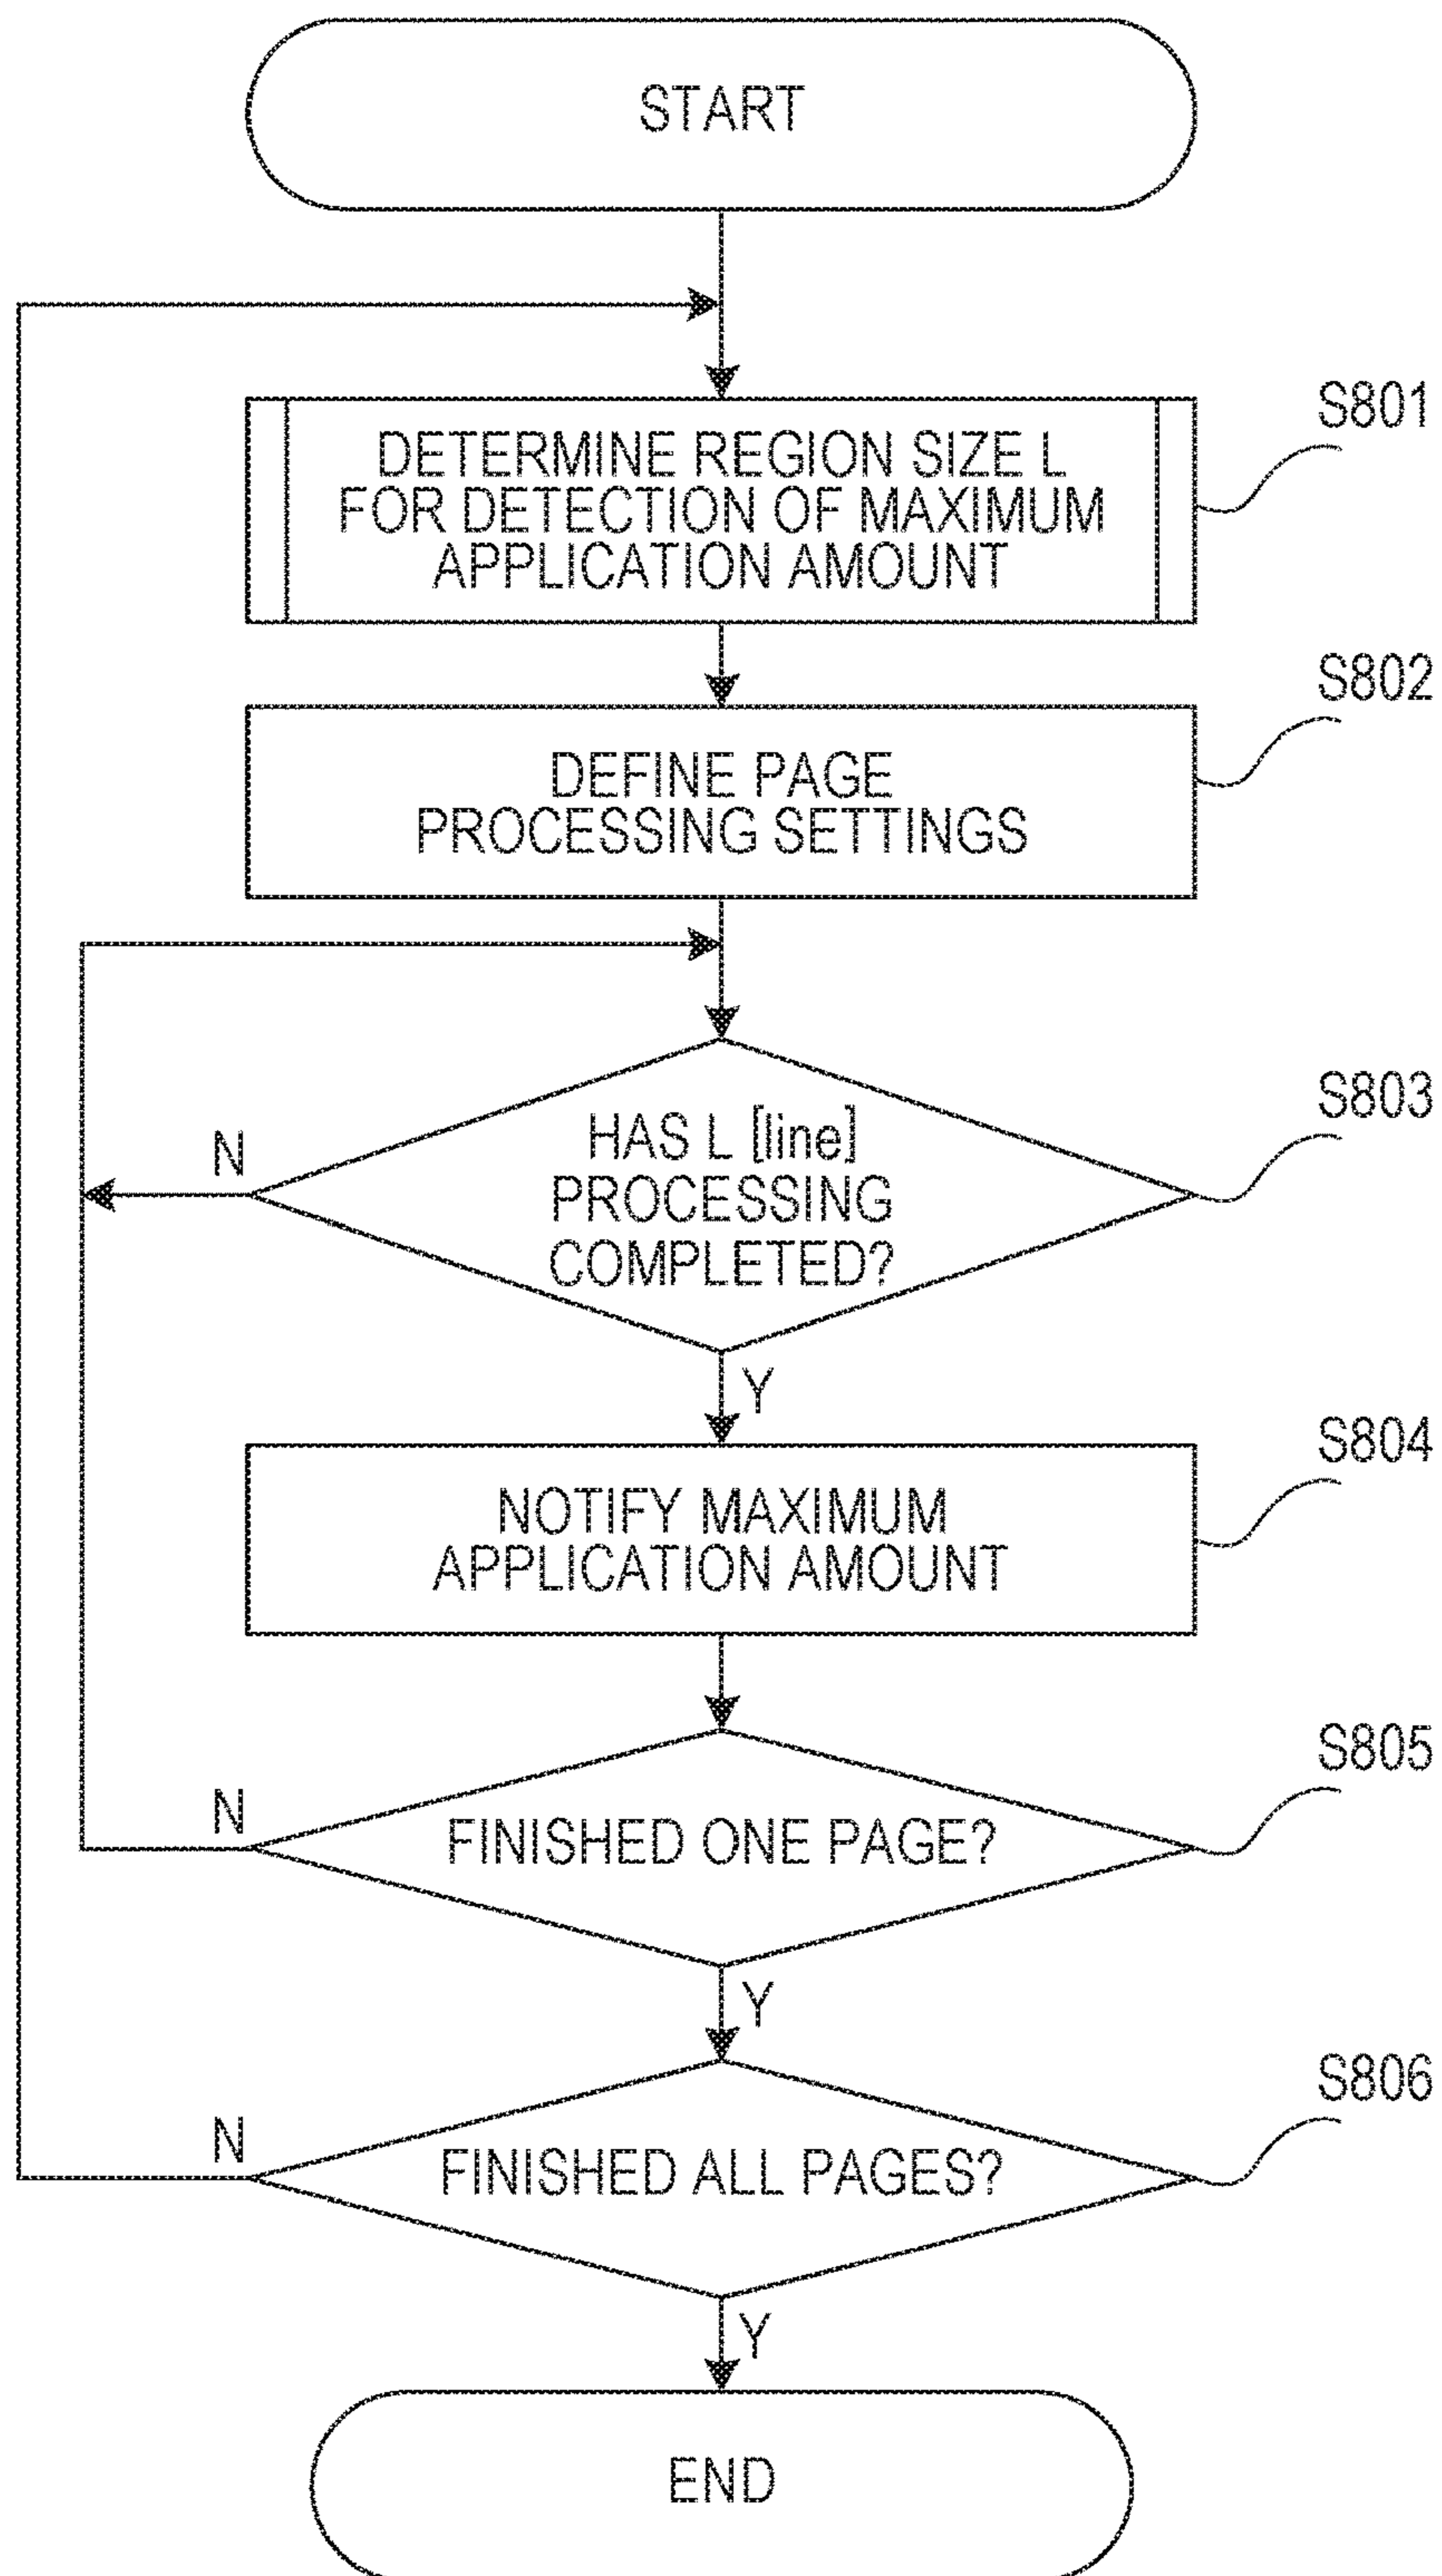 START
S801
DETERMINE REGION SIZE L
FOR DETECTION OF MAXIMUM
APPLICATION AMOUNT
S802
DEFINE PAGE
PROCESSING SETTINGS
S803
N
HAS L [line]
PROCESSING
COMPLETED?
Y
S804
NOTIFY MAXIMUM
APPLICATION AMOUNT
S805
N
FINISHED ONE PAGE?
Y
S806
N
FINISHED ALL PAGES?
Y
END